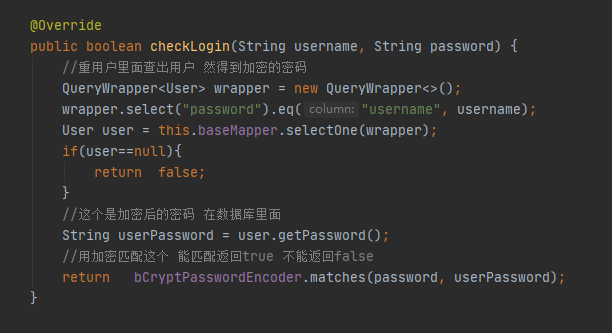 @Override
public boolean checkLogin(String username, String password) {
//重用户里面查出用户 然得到加密的密码
QueryWrapper<User> wrapper = new QueryWrapper<>();
wrapper.select("password").eq( column: "username", username);
User user = this.baseMapper.selectOne(wrapper);
if(user==null){
return  false;
}
//这个是加密后的密码 在数据库里面
String userPassword = user.getPassword();
//用加密匹配这个 能匹配返回true 不能返回false
return   bCryptPasswordEncoder.matches(password, userPassword);
}